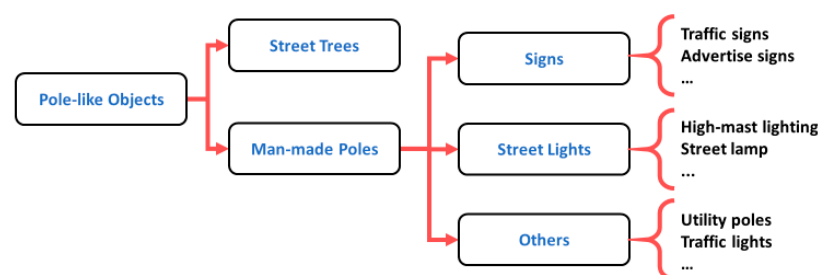 Pole-like Objects
Street Trees
Man-made Poles
Signs
Street Lights
Others
Traffic signs
Advertise signs
...
High-mast lighting
Street lamp
...
Utility poles
Traffic lights
...